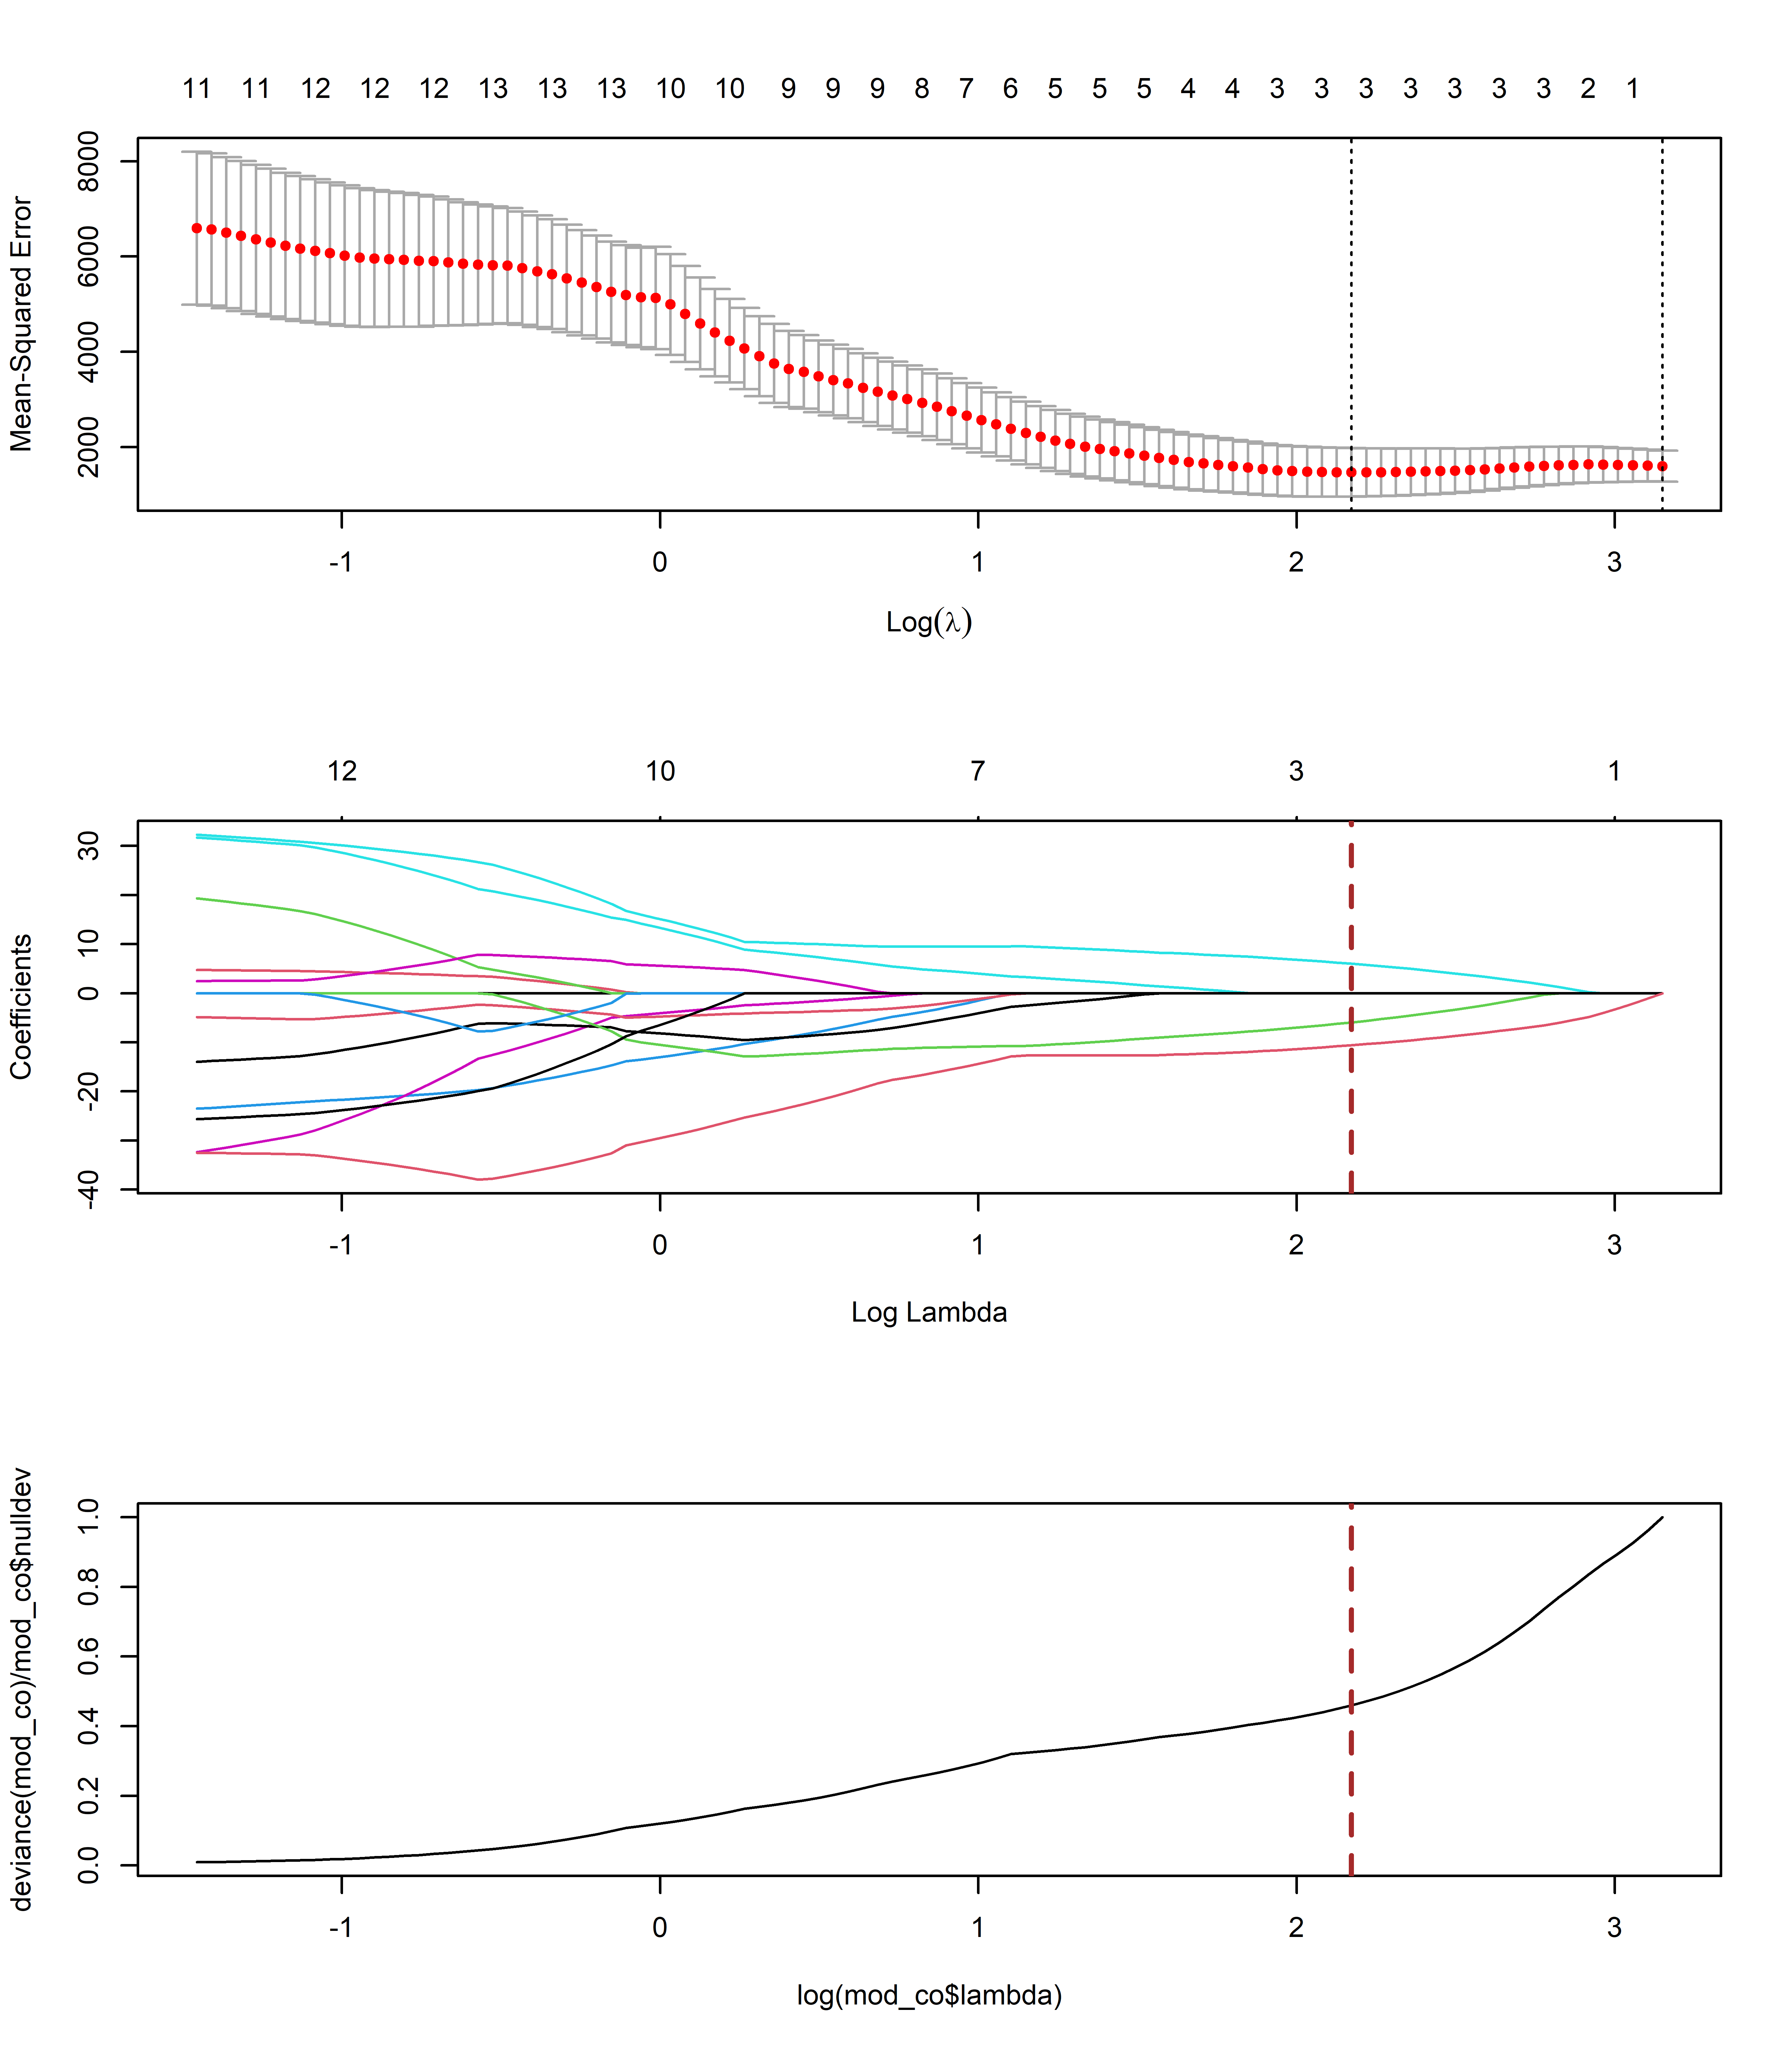 11 11 12 12 12 13 13 13 10 10 9 9 9 8 7 6 5 5 5 4 4 3 3 3 3 3 3 3 2 1
Mean-Squared Error
8000
6000
4000
2000
-1 0 1 2 3
Log(λ)
12 10 7 3 1
Coefficients
30
10
0
-20
-40
-1 0 1 2 3
Log Lambda
deviance(mod_co)/mod_co$nulldev
1.0
0.8
0.6
0.4
0.2
0.0
-1 0 1 2 3
log(mod_co$lambda)